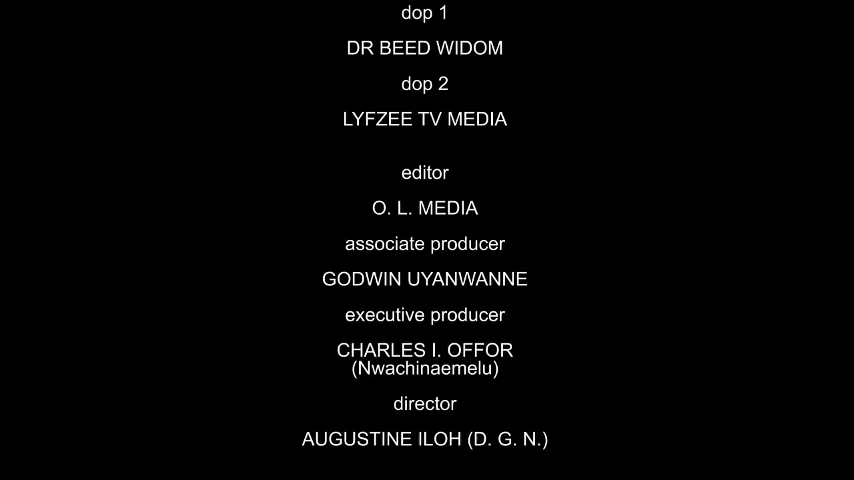 dop 1
DR BEED WIDOM
dop 2
LYFZEE TV MEDIA
editor
O. L. MEDIA
associate producer
GODWIN UYANWANNE
executive producer
CHARLES I. OFFOR
(Nwachinaemelu)
director
AUGUSTINE ILOH (D. G. N.)